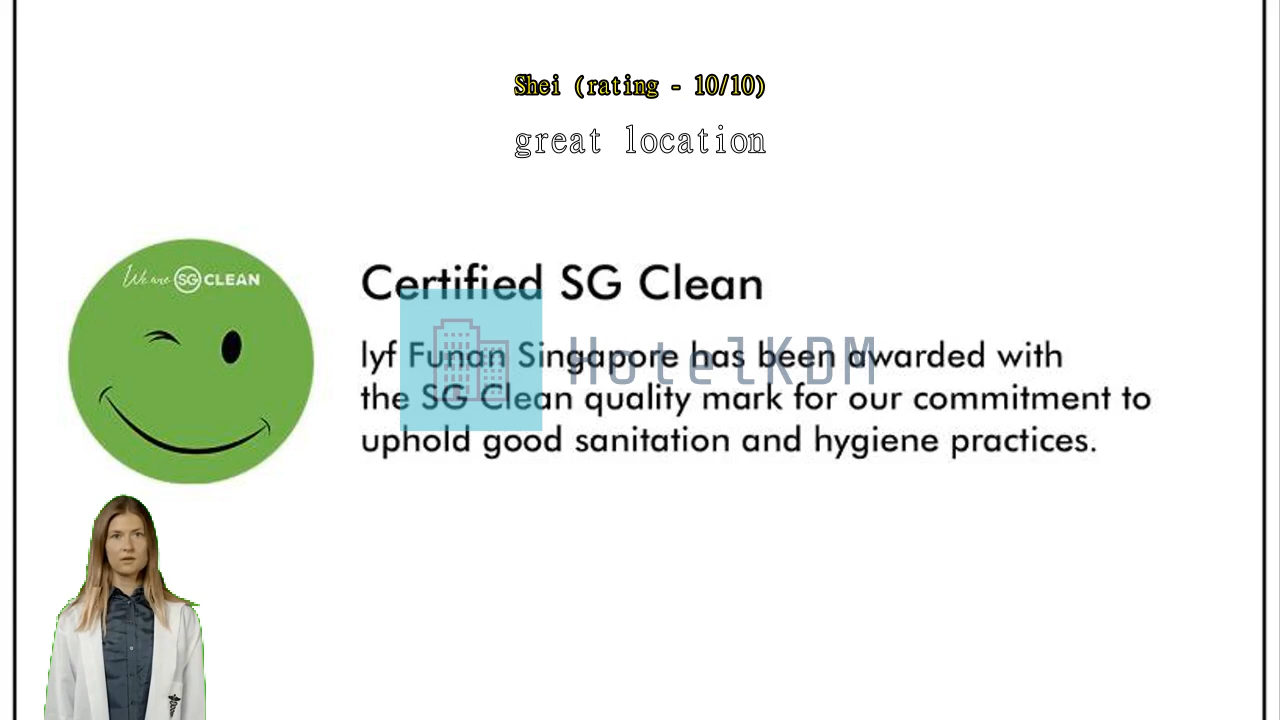 Shei (rating - 10/10)
great location
We are SG CLEAN
Certified SG Clean
lyf Funan Singapore has been awarded with
HotelKDM
the SG Clean quality mark for our commitment to
uphold good sanitation and hygiene practices.